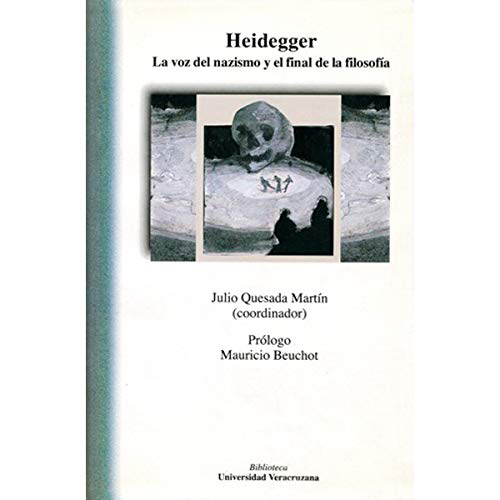 Heidegger
La voz del nazismo y el final de la filosofía
Julio Quesada Martín
(coordinador)
Prólogo
Mauricio Beuchot
Biblioteca
Universidad Veracruzana